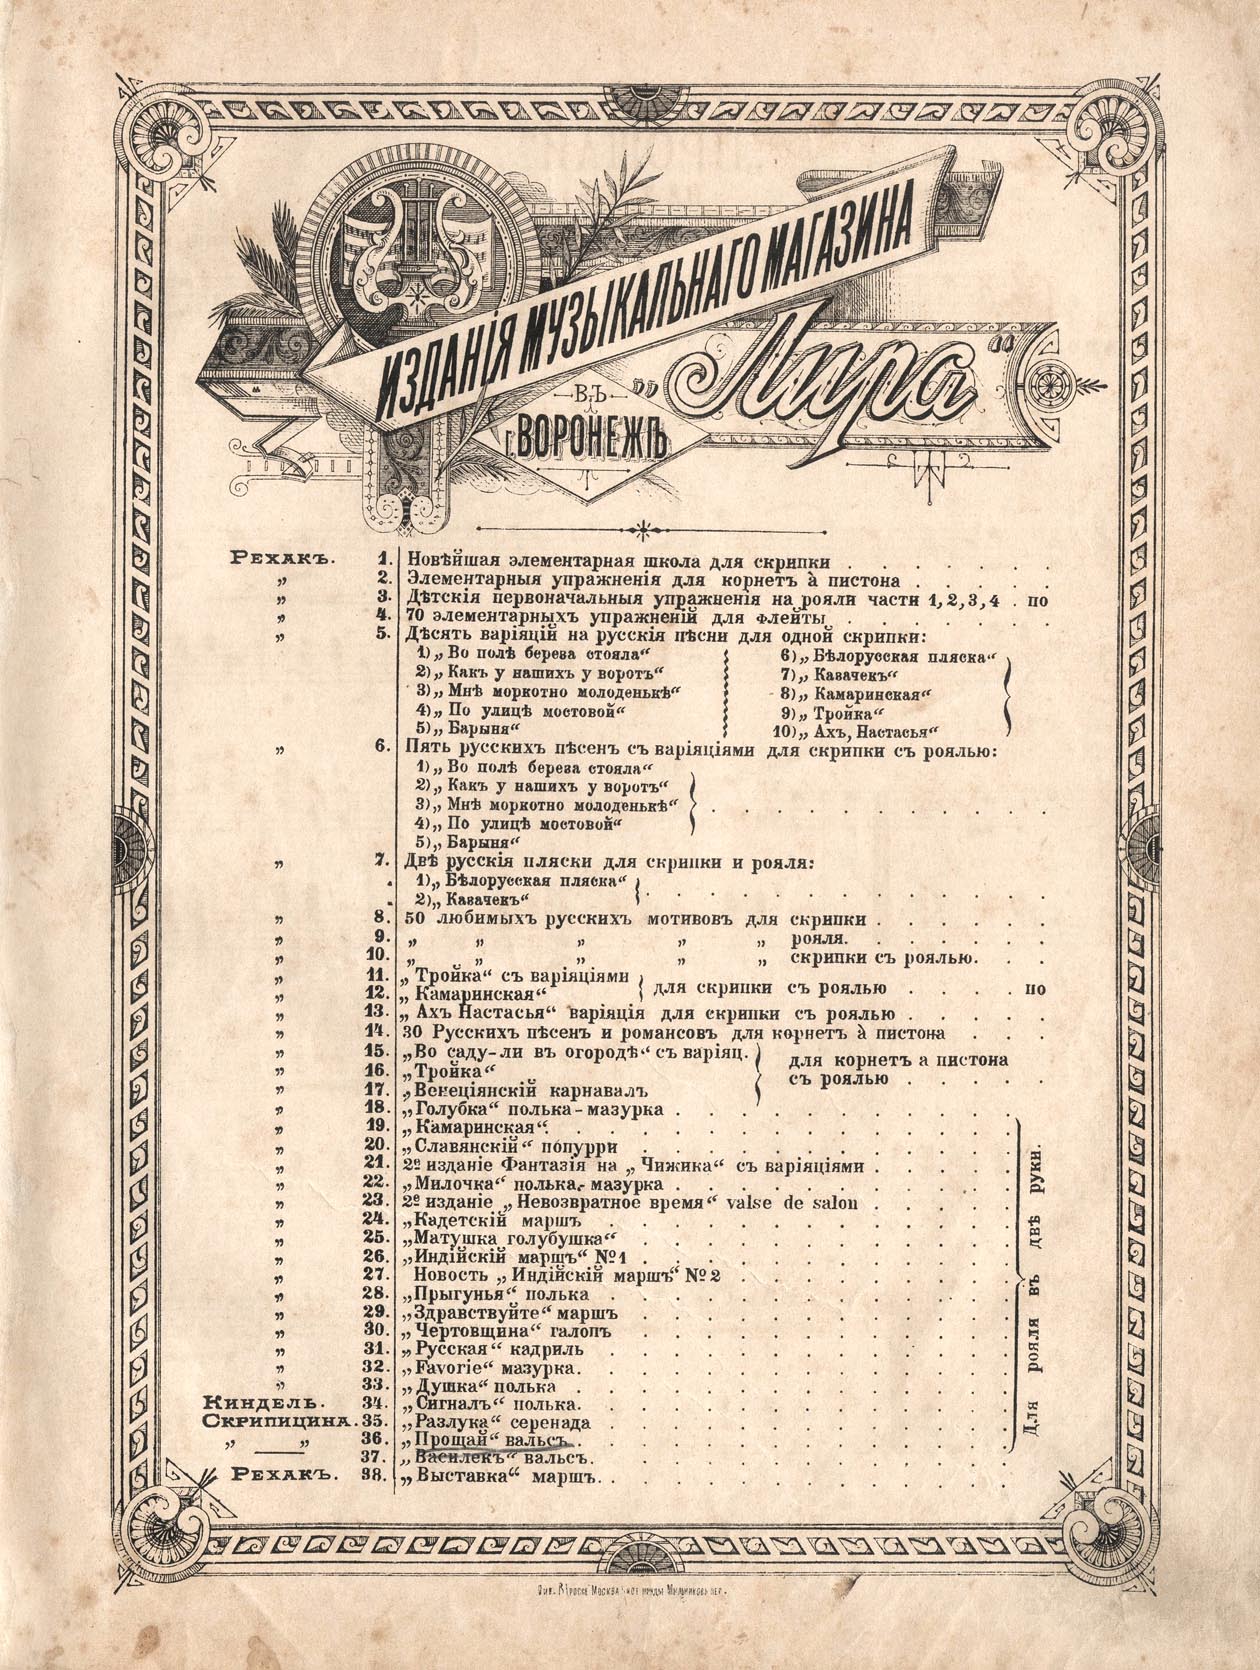 ИЗДАНІЯ МУЗЫКАЛЬНАГО МАГАЗИНА
„Лира“
ВЪ
Г. ВОРОНЕЖѢ
РЕХАКЪ. 1. Новѣйшая элементарная школа для скрипки
„ 2. Элементарныя упражненія для корнетъ à пистона
„ 3. Дѣтскія первоначальныя упражненія на рояли части 1, 2, 3, 4 . по
„ 4. 70 элементарныхъ упражненій для флейты
„ 5. Десять варіяцій на русскія пѣсни для одной скрипки:
1) „Во полѣ береза стояла“ 6) „Бѣлорусская пляска“
2) „Какъ у нашихъ у воротъ“ 7) „Казачекъ“
3) „Мнѣ моркотно молоденькѣ“ 8) „Камаринская“
4) „По улицѣ мостовой“ 9) „Тройка“
5) „Барыня“ 10) „Ахъ, Настасья“
„ 6. Пять русскихъ пѣсенъ съ варіяціями для скрипки съ роялью:
1) „Во полѣ береза стояла“
2) „Какъ у нашихъ у воротъ“
3) „Мнѣ моркотно молоденькѣ“
4) „По улицѣ мостовой“
5) „Барыня“
„ 7. Двѣ русскія пляски для скрипки и рояля:
1) „Бѣлорусская пляска“
2) „Казачекъ“
„ 8. 50 любимыхъ русскихъ мотивовъ для скрипки
„ 9. „ „ „ „ „ рояля.
„ 10. „ „ „ „ „ скрипки съ роялью.
„ 11. „Тройка“ съ варіяціями
„ 12. „Камаринская“ для скрипки съ роялью по
„ 13. „Ахъ Настасья“ варіяція для скрипки съ роялью
„ 14. 30 Русскихъ пѣсенъ и романсовъ для корнетъ à пистона
„ 15. „Во саду-ли въ огородѣ“ съ варіяц. для корнетъ а пистона
„ 16. „Тройка“ съ роялью
„ 17. „Венеціянскій карнавалъ
„ 18. „Голубка“ полька-мазурка
„ 19. „Камаринская“
„ 20. „Славянскій“ попурри
„ 21. 2е изданіе Фантазія на „Чижика“ съ варіяціями
„ 22. „Милочка“ полька-мазурка
„ 23. 2е изданіе „Невозвратное время“ valse de salon
„ 24. „Кадетскій маршъ
„ 25. „Матушка голубушка“
„ 26. „Индійскій маршъ“ №1
„ 27. Новость „Индійскій маршъ“ №2
„ 28. „Прыгунья“ полька
„ 29. „Здравствуйте“ маршъ
„ 30. „Чертовщина“ галопъ
„ 31. „Русская“ кадриль
„ 32. „Favorie“ мазурка.
„ 33. „Душка“ полька
КИНДЕЛЬ. 34. „Сигналъ“ полька.
СКРИПИЦИНА. 35. „Разлука“ серенада
„ „ 36. „Прощай“ вальсъ
37. „Василекъ“ вальсъ.
РЕХАКЪ. 38. „Выставка“ маршъ.
Для рояля въ двѣ руки.